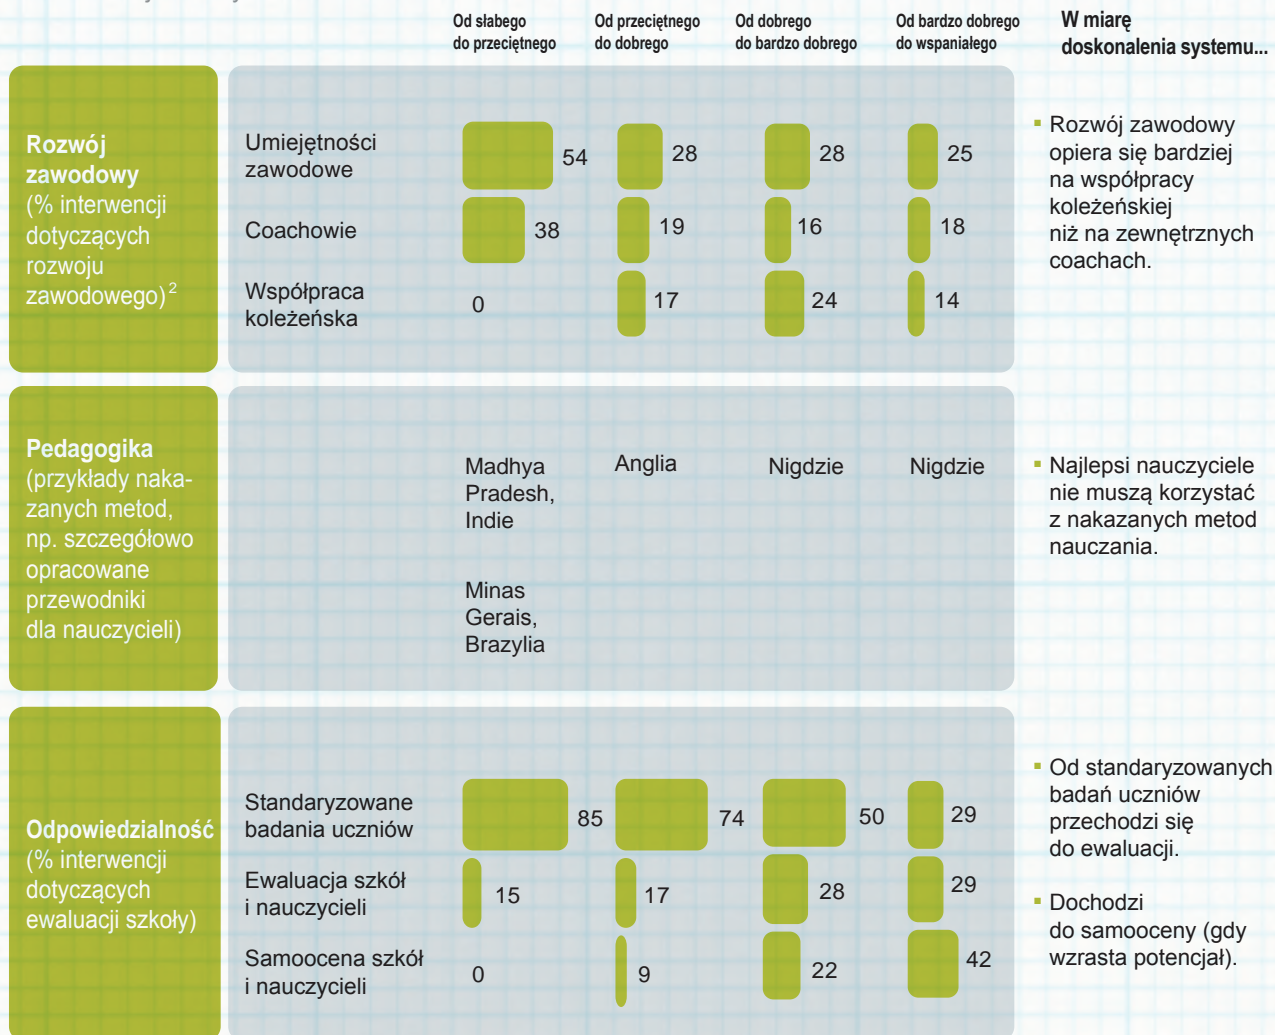 Od słabego
do przeciętnego
Od przeciętnego
do dobrego
Od dobrego
do bardzo dobrego
Od bardzo dobrego
do wspaniałego
W miarę
doskonalenia systemu...
Rozwój
zawodowy
(% interwencji
dotyczących
rozwoju
zawodowego)²
Umiejętności
zawodowe
54
28
28
25
Coachowie
38
19
16
18
Współpraca
koleżeńska
0
17
24
14
▪ Rozwój zawodowy
opiera się bardziej
na współpracy
koleżeńskiej
niż na zewnętrznych
coachach.
Pedagogika
(przykłady naka-
zanych metod,
np. szczegółowo
opracowane
przewodniki
dla nauczycieli)
Madhya
Pradesh,
Indie
Minas
Gerais,
Brazylia
Anglia
Nigdzie
Nigdzie
▪ Najlepsi nauczyciele
nie muszą korzystać
z nakazanych metod
nauczania.
Odpowiedzialność
(% interwencji
dotyczących
ewaluacji szkoły)
Standaryzowane
badania uczniów
85
74
50
29
Ewaluacja szkół
i nauczycieli
15
17
28
29
Samoocena szkół
i nauczycieli
0
9
22
42
▪ Od standaryzowanych
badań uczniów
przechodzi się
do ewaluacji.
▪ Dochodzi
do samooceny (gdy
wzrasta potencjał).